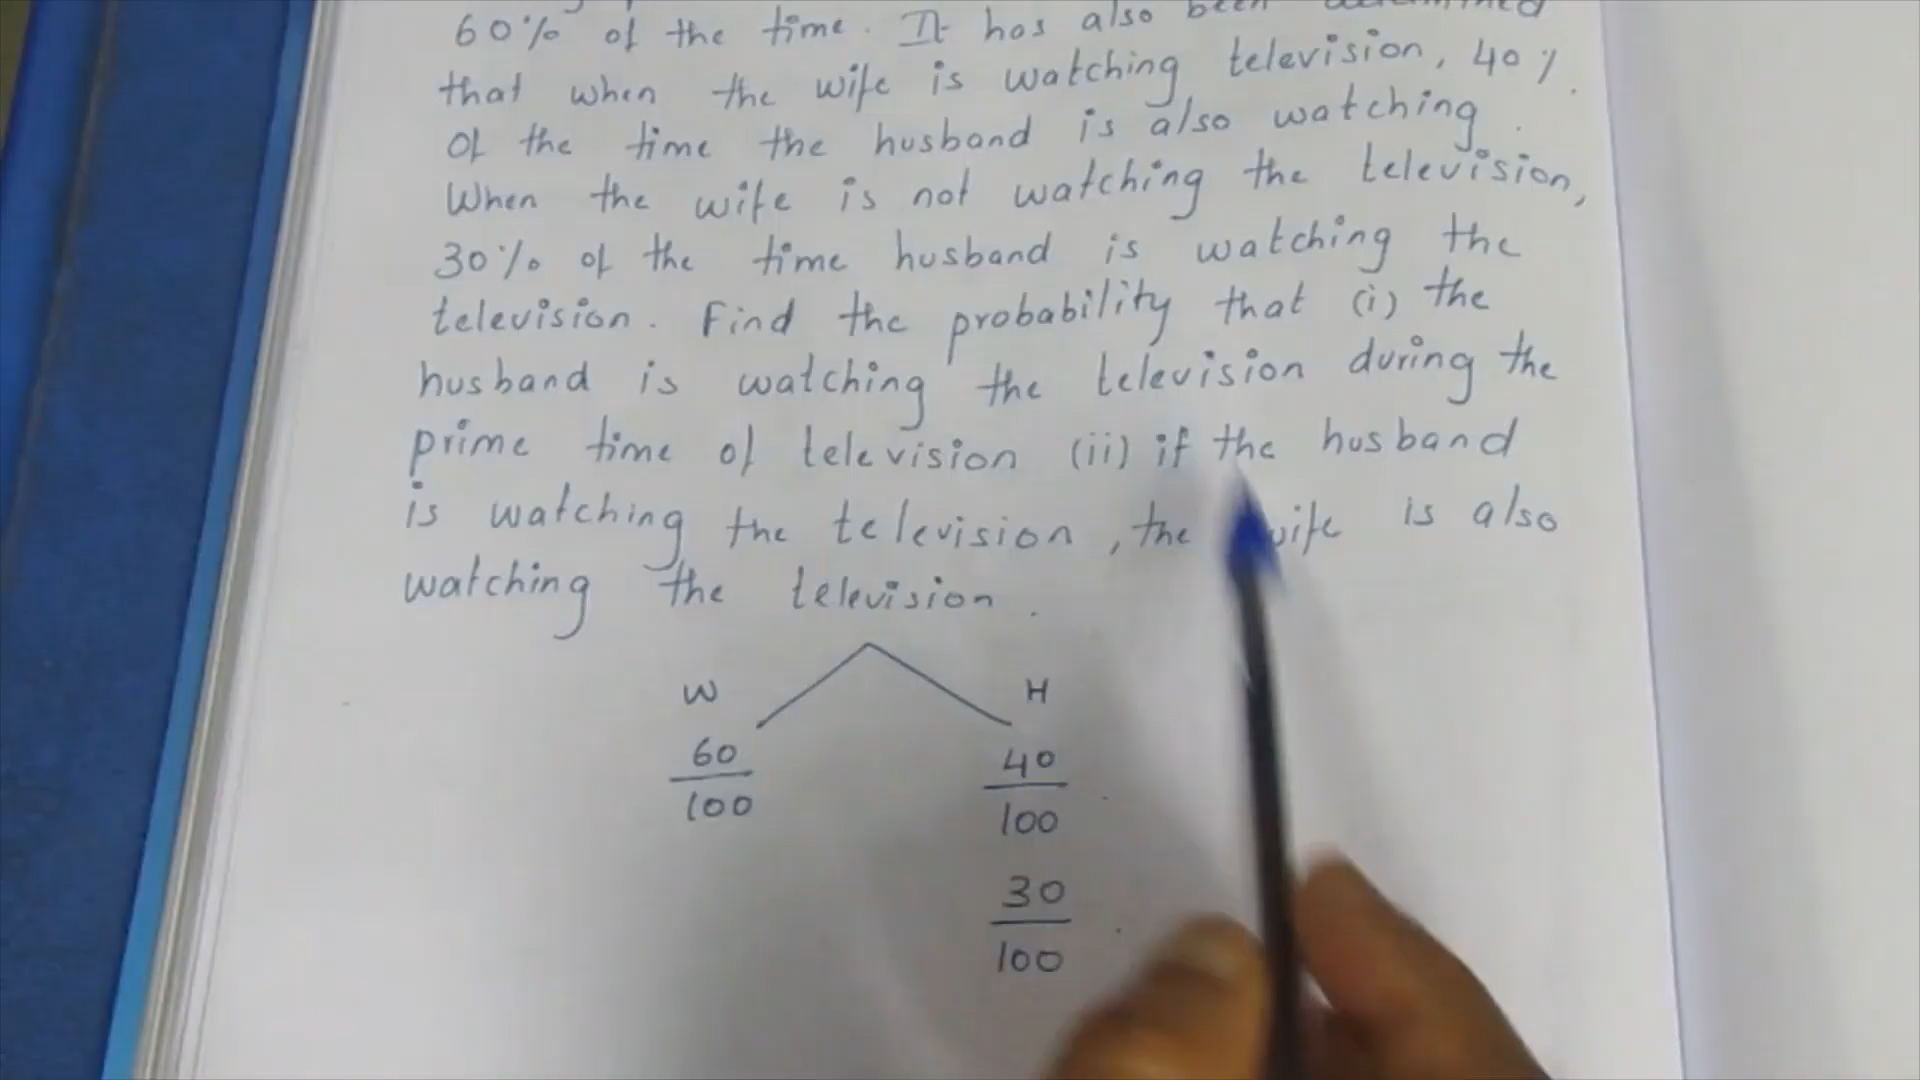 60% of the time. It has also been
that when the wife is watching television, 40%
of the time the husband is also watching.
When the wife is not watching the television,
30% of the time husband is watching the
television. Find the probability that (i) the
husband is watching the television during the
prime time of television (ii) if the husband
is watching the television, the wife is also
watching the television.
W H
60 40
100 100
30
100